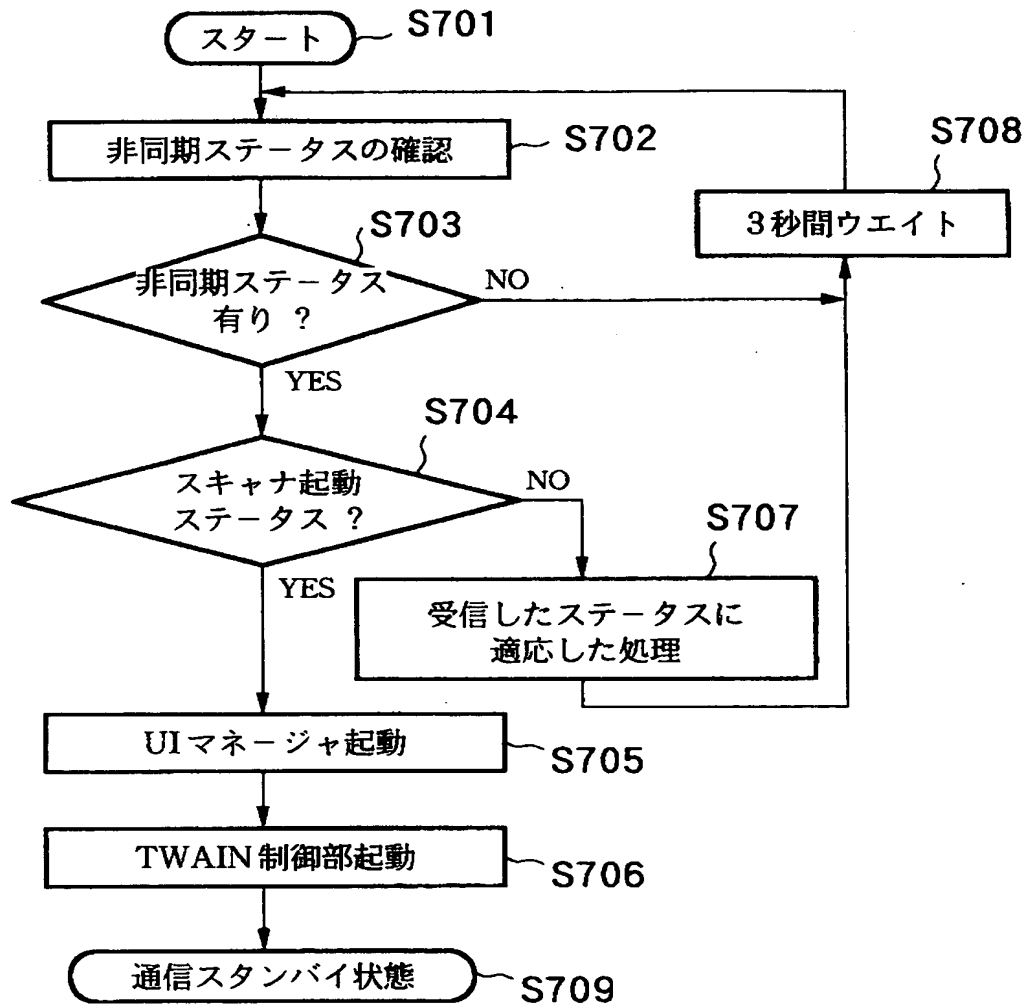 スタート
S701
非同期ステータスの確認
S702
S708
3秒間ウエイト
S703
非同期ステータス
有り ?
NO
YES
S704
スキャナ起動
ステータス ?
NO
YES
S707
受信したステータスに
適応した処理
UIマネージャ起動
S705
TWAIN制御部起動
S706
通信スタンバイ状態
S709